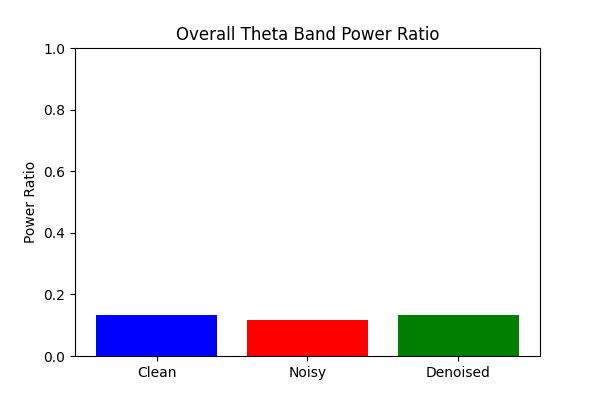 Overall Theta Band Power Ratio
1.0
0.8
0.6
0.4
0.2
0.0
Power Ratio
Clean
Noisy
Denoised